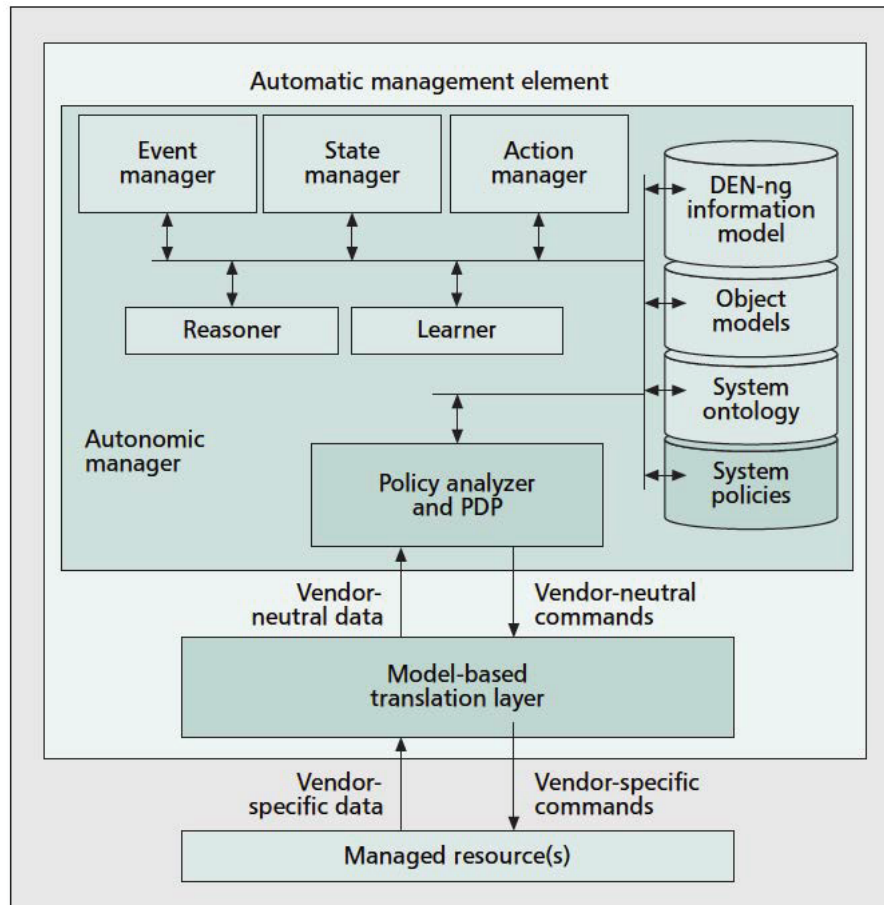 Automatic management element
Event
manager
State
manager
Action
manager
DEN-ng
information
model
Reasoner
Learner
Object
models
System
ontology
Autonomic
manager
System
policies
Policy analyzer
and PDP
Vendor-
neutral data
Vendor-neutral
commands
Model-based
translation layer
Vendor-
specific data
Vendor-specific
commands
Managed resource(s)